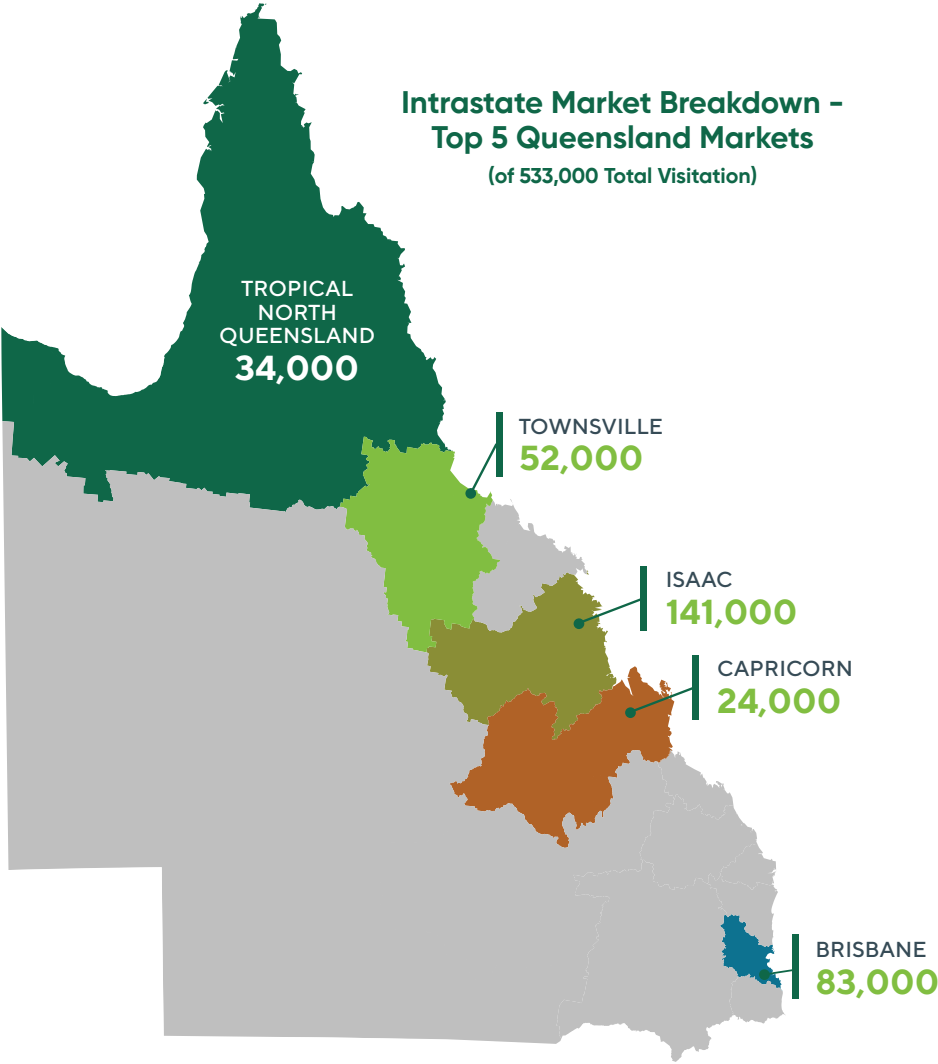 Intrastate Market Breakdown -
Top 5 Queensland Markets
(of 533,000 Total Visitation)
TROPICAL
NORTH
QUEENSLAND
34,000
TOWNSVILLE
52,000
ISAAC
141,000
CAPRICORN
24,000
BRISBANE
83,000